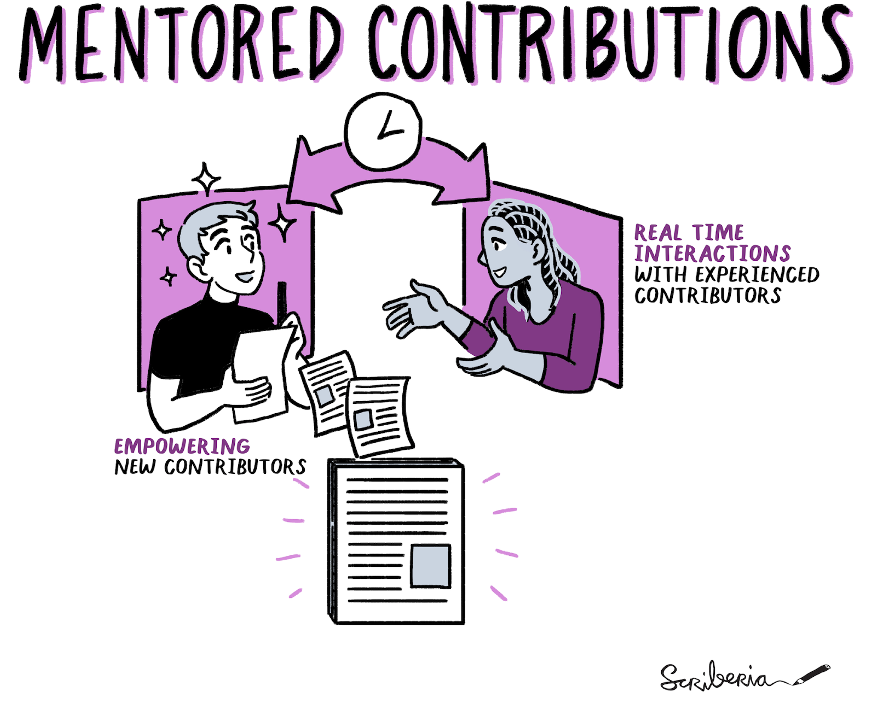 MENTORED CONTRIBUTIONS
REAL TIME
INTERACTIONS
WITH EXPERIENCED
CONTRIBUTORS
EMPOWERING
NEW CONTRIBUTORS
Scriberia